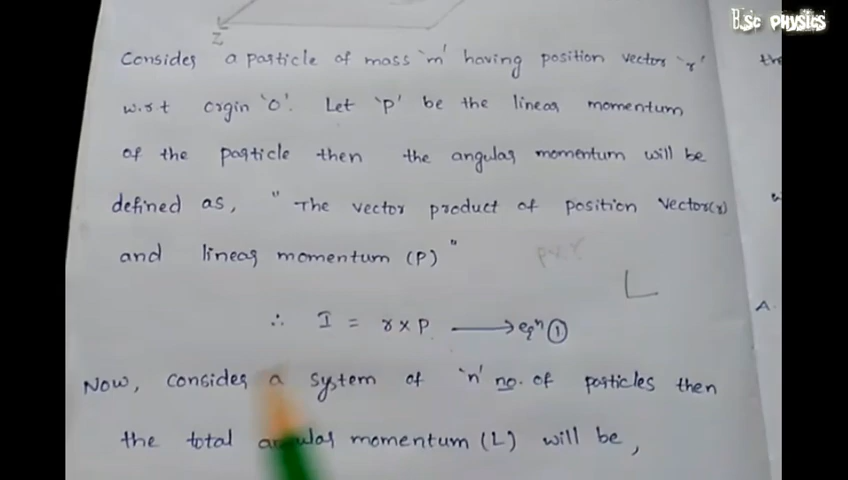 BSc PHYSICS
Z
Consider a particle of mass 'm' having position vector 'r'
w.r.t orgin 'O'. Let 'p' be the linear momentum
of the particle then the angular momentum will be
defined as, " The vector product of position vector(r)
and linear momentum (P) "
P×r
L
∴ I = r×p ⟶ eqⁿ ①
Now, consider a system of 'n' no. of particles then
the total angular momentum (L) will be,
A